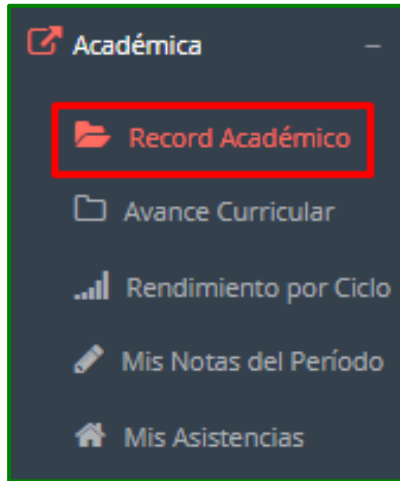 Académica
Record Académico
Avance Curricular
Rendimiento por Ciclo
Mis Notas del Período
Mis Asistencias